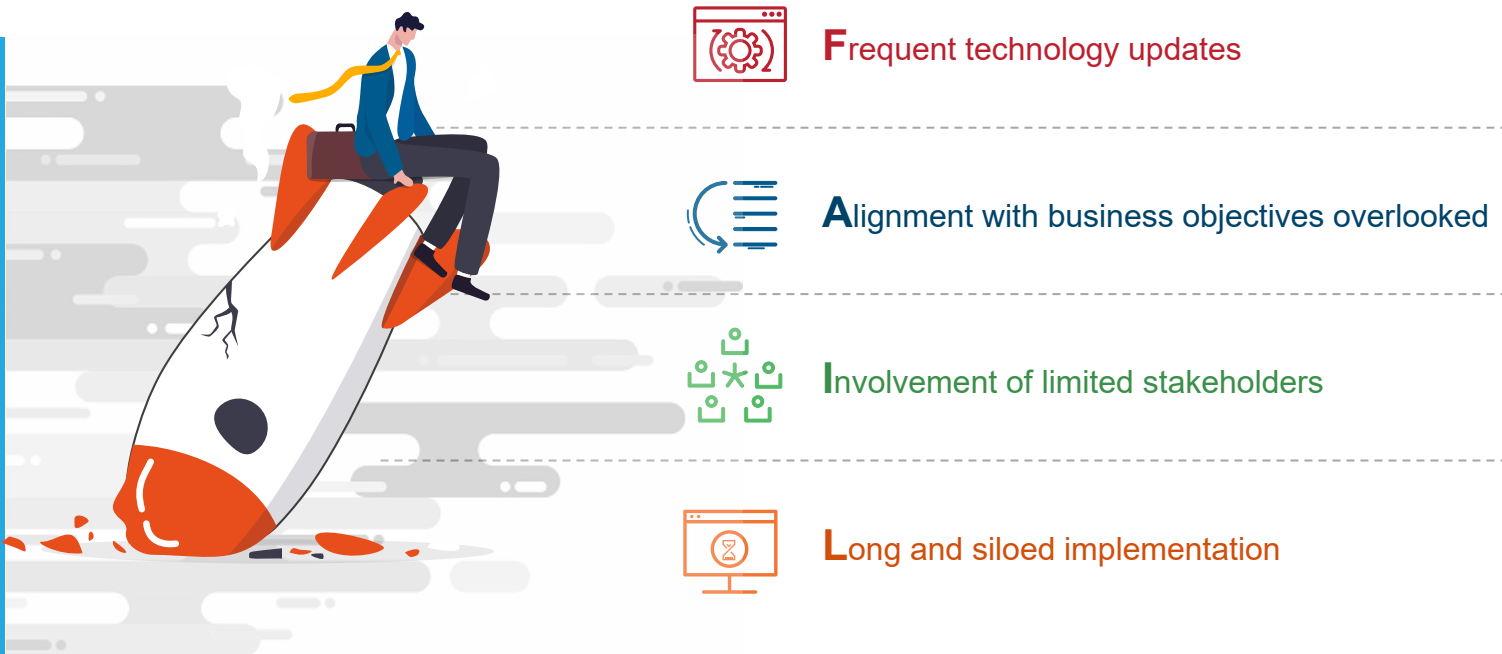 Frequent technology updates
Alignment with business objectives overlooked
Involvement of limited stakeholders
Long and siloed implementation